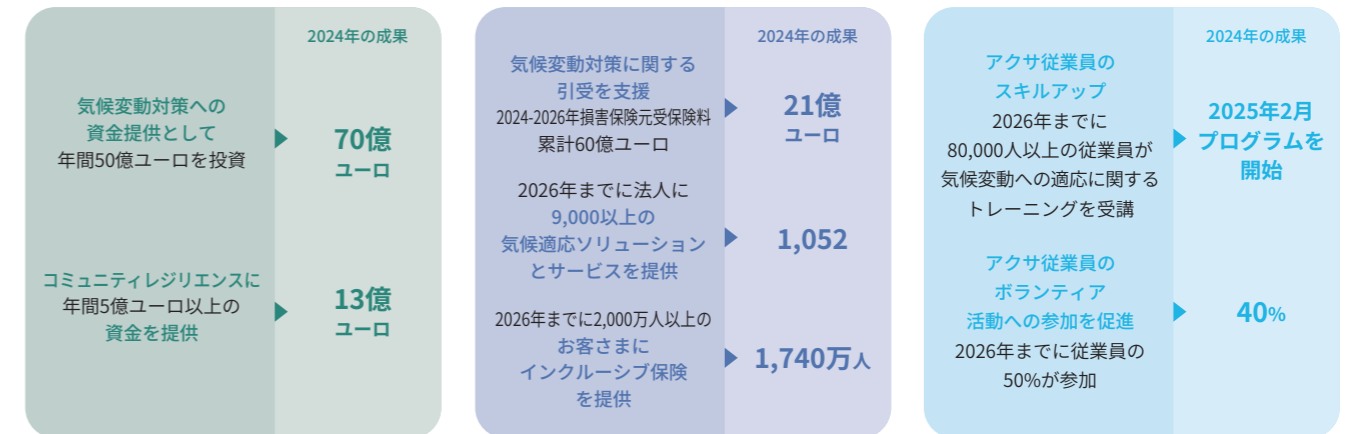 2024年の成果
気候変動対策への
資金提供として
年間50億ユーロを投資
70億
ユーロ
コミュニティレジリエンスに
年間5億ユーロ以上の
資金を提供
13億
ユーロ
2024年の成果
気候変動対策に関する
引受を支援
2024-2026年損害保険元受保険料
累計60億ユーロ
21億
ユーロ
2026年までに法人に
9,000以上の
気候適応ソリューション
とサービスを提供
1,052
2026年までに2,000万人以上の
お客さまに
インクルーシブ保険
を提供
1,740万人
2024年の成果
アクサ従業員の
スキルアップ
2026年までに
80,000人以上の従業員が
気候変動への適応に関する
トレーニングを受講
2025年2月
プログラムを
開始
アクサ従業員の
ボランティア
活動への参加を促進
2026年までに従業員の
50%が参加
40%